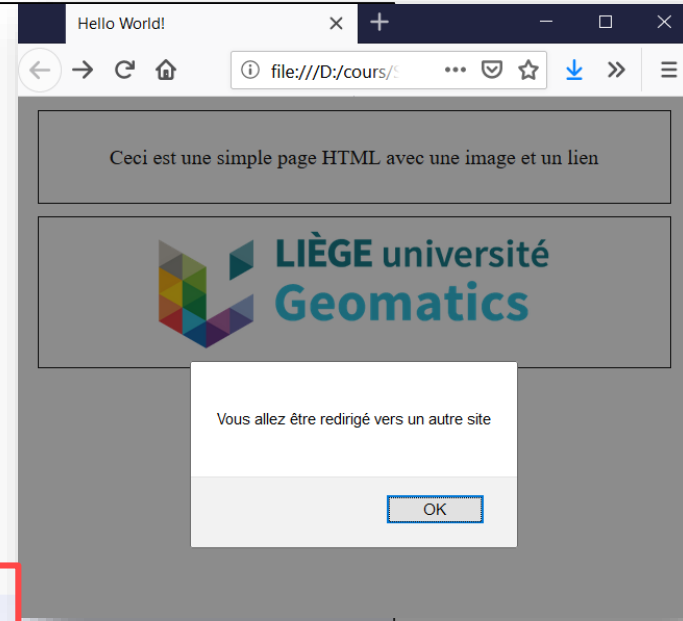 Hello World!
file:///D:/cours/
Ceci est une simple page HTML avec une image et un lien
LIÈGE université
Geomatics
Vous allez être redirigé vers un autre site
OK